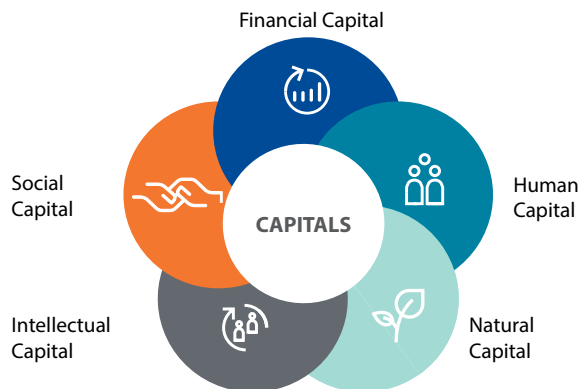 Financial Capital
Social
Capital
Human
Capital
CAPITALS
Intellectual
Capital
Natural
Capital